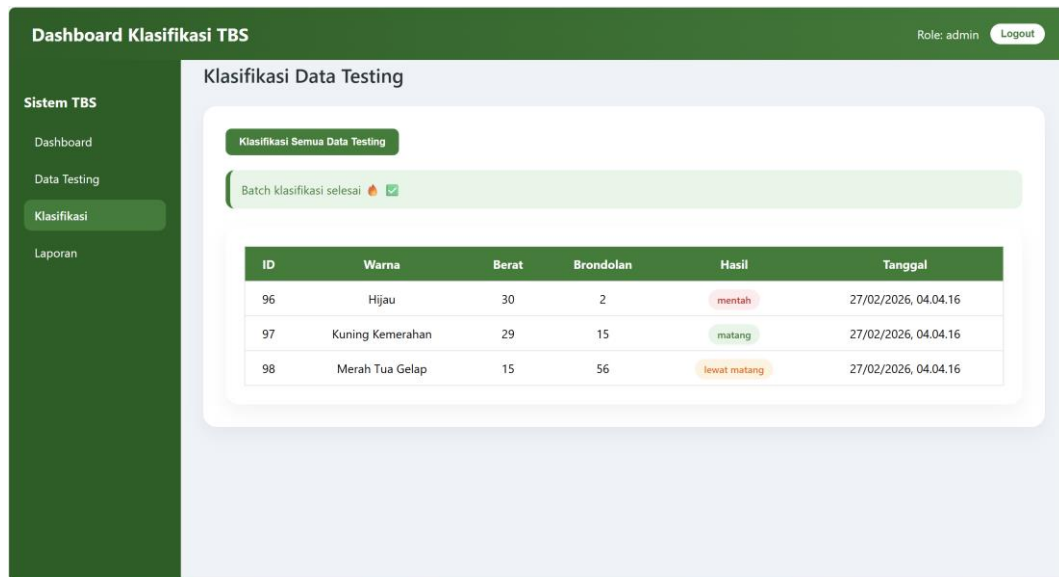 Dashboard Klasifikasi TBS
Role: admin Logout
Sistem TBS
Dashboard
Data Testing
Klasifikasi
Laporan
Klasifikasi Data Testing
Klasifikasi Semua Data Testing
Batch klasifikasi selesai 🔥 ✅
ID Warna Berat Brondolan Hasil Tanggal
96 Hijau 30 2 mentah 27/02/2026, 04.04.16
97 Kuning Kemerahan 29 15 matang 27/02/2026, 04.04.16
98 Merah Tua Gelap 15 56 lewat matang 27/02/2026, 04.04.16